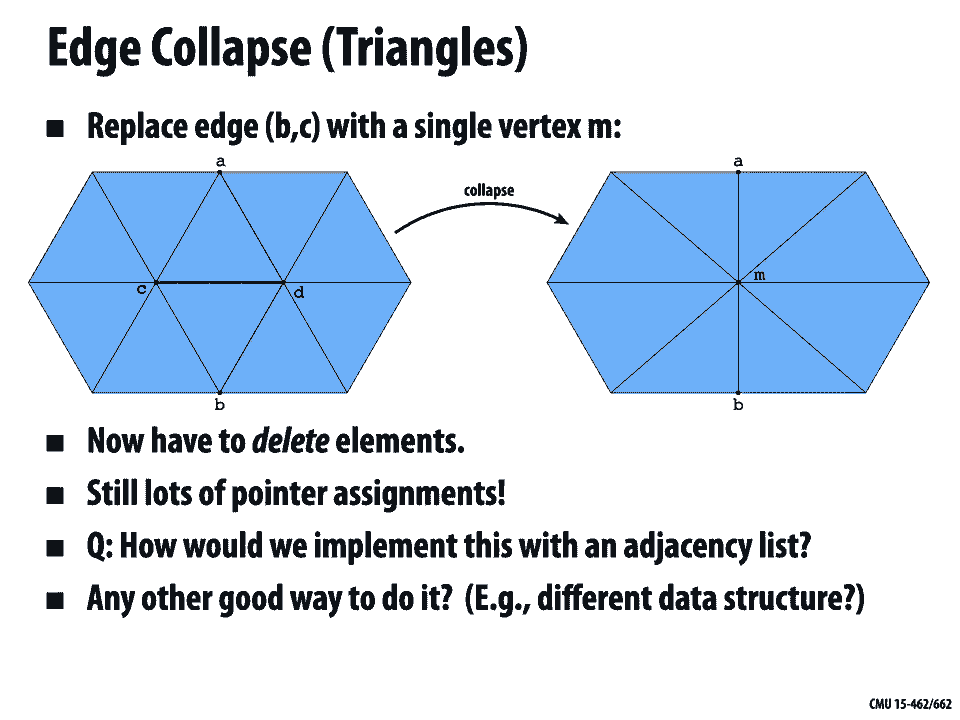 Edge Collapse (Triangles)
■ Replace edge (b,c) with a single vertex m:
a
a
collapse
c
d
m
b
b
■ Now have to delete elements.
■ Still lots of pointer assignments!
■ Q: How would we implement this with an adjacency list?
■ Any other good way to do it? (E.g., different data structure?)
CMU 15-462/662